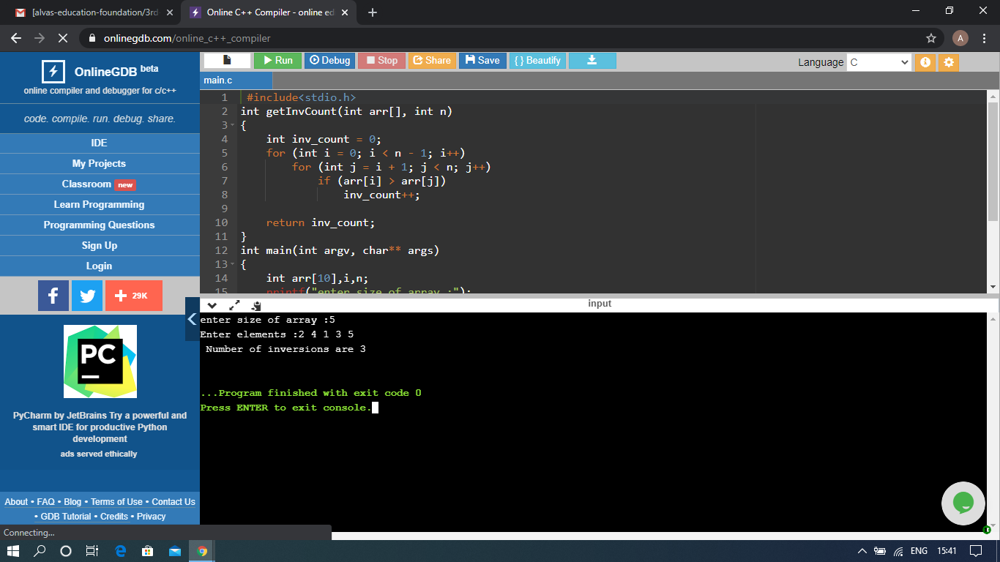 [alvas-education-foundation/3rd
Online C++ Compiler - online ed
onlinegdb.com/online_c++_compiler
A
OnlineGDB beta
online compiler and debugger for c/c++
code. compile. run. debug. share.
IDE
My Projects
Classroom new
Learn Programming
Programming Questions
Sign Up
Login
f
+ 29K
PC
PyCharm by JetBrains Try a powerful and
smart IDE for productive Python
development
ads served ethically
About • FAQ • Blog • Terms of Use • Contact Us
• GDB Tutorial • Credits • Privacy
Connecting...
Run Debug Stop Share Save { } Beautify
Language C
main.c
1 #include<stdio.h>
2 int getInvCount(int arr[], int n)
3 {
4 int inv_count = 0;
5 for (int i = 0; i < n - 1; i++)
6 for (int j = i + 1; j < n; j++)
7 if (arr[i] > arr[j])
8 inv_count++;
9
10 return inv_count;
11 }
12 int main(int argv, char** args)
13 {
14 int arr[10],i,n;
15 printf("enter size of array :");
input
enter size of array :5
Enter elements :2 4 1 3 5
Number of inversions are 3
...Program finished with exit code 0
Press ENTER to exit console.
ENG 15:41